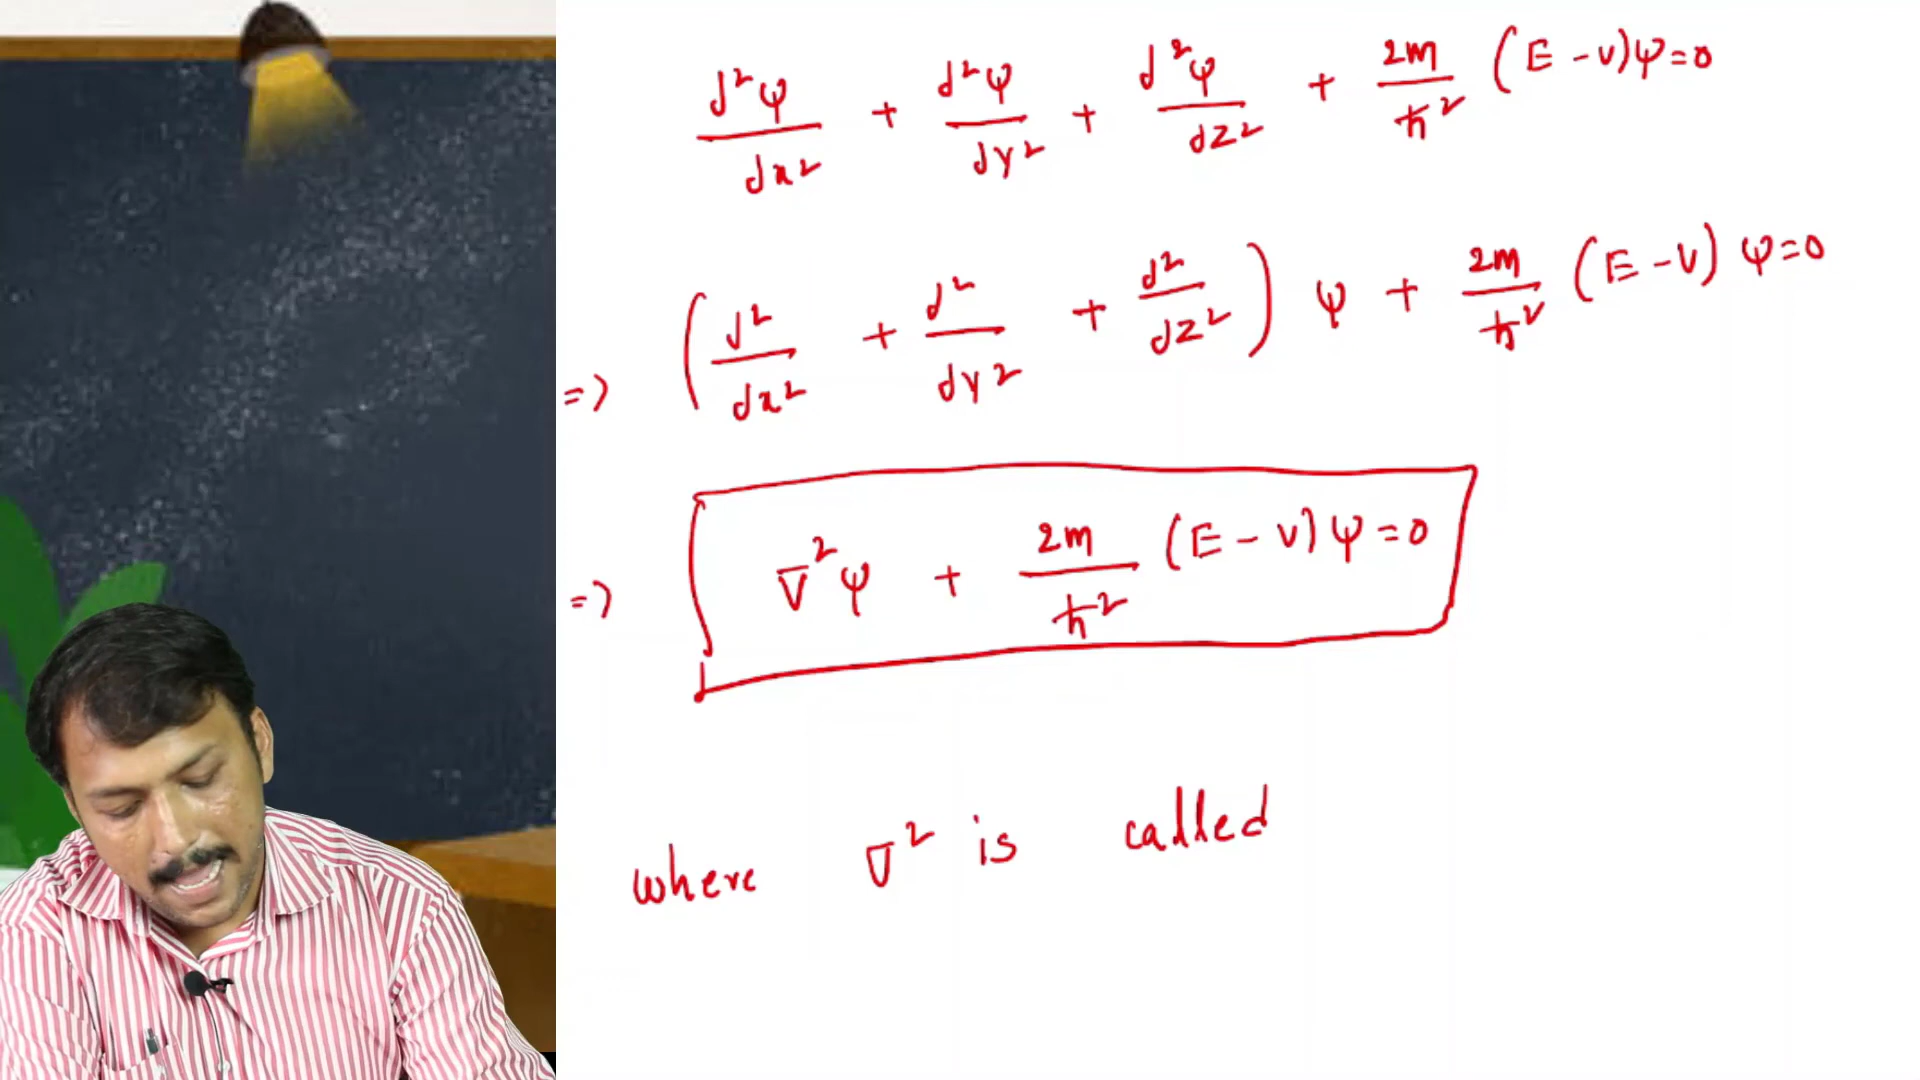 d²ψ/dx² + d²ψ/dy² + d²ψ/dz² + 2m/ħ² (E - V)ψ = 0
=> (d²/dx² + d²/dy² + d²/dz²) ψ + 2m/ħ² (E - V) ψ = 0
=> ∇²ψ + 2m/ħ² (E - V) ψ = 0
where ∇² is called